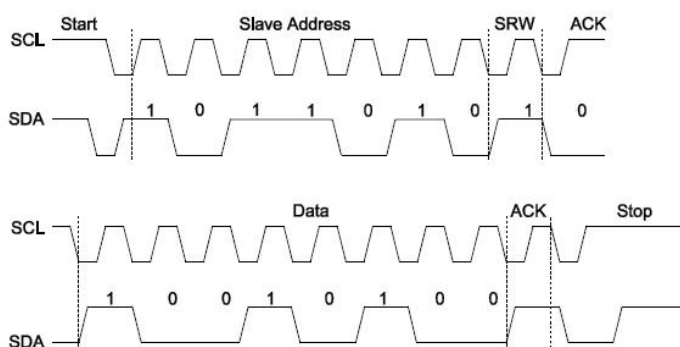 Start Slave Address SRW ACK
SCL
1 0 1 1 0 1 0 1 0
SDA
Data ACK Stop
SCL
1 0 0 1 0 1 0 0
SDA